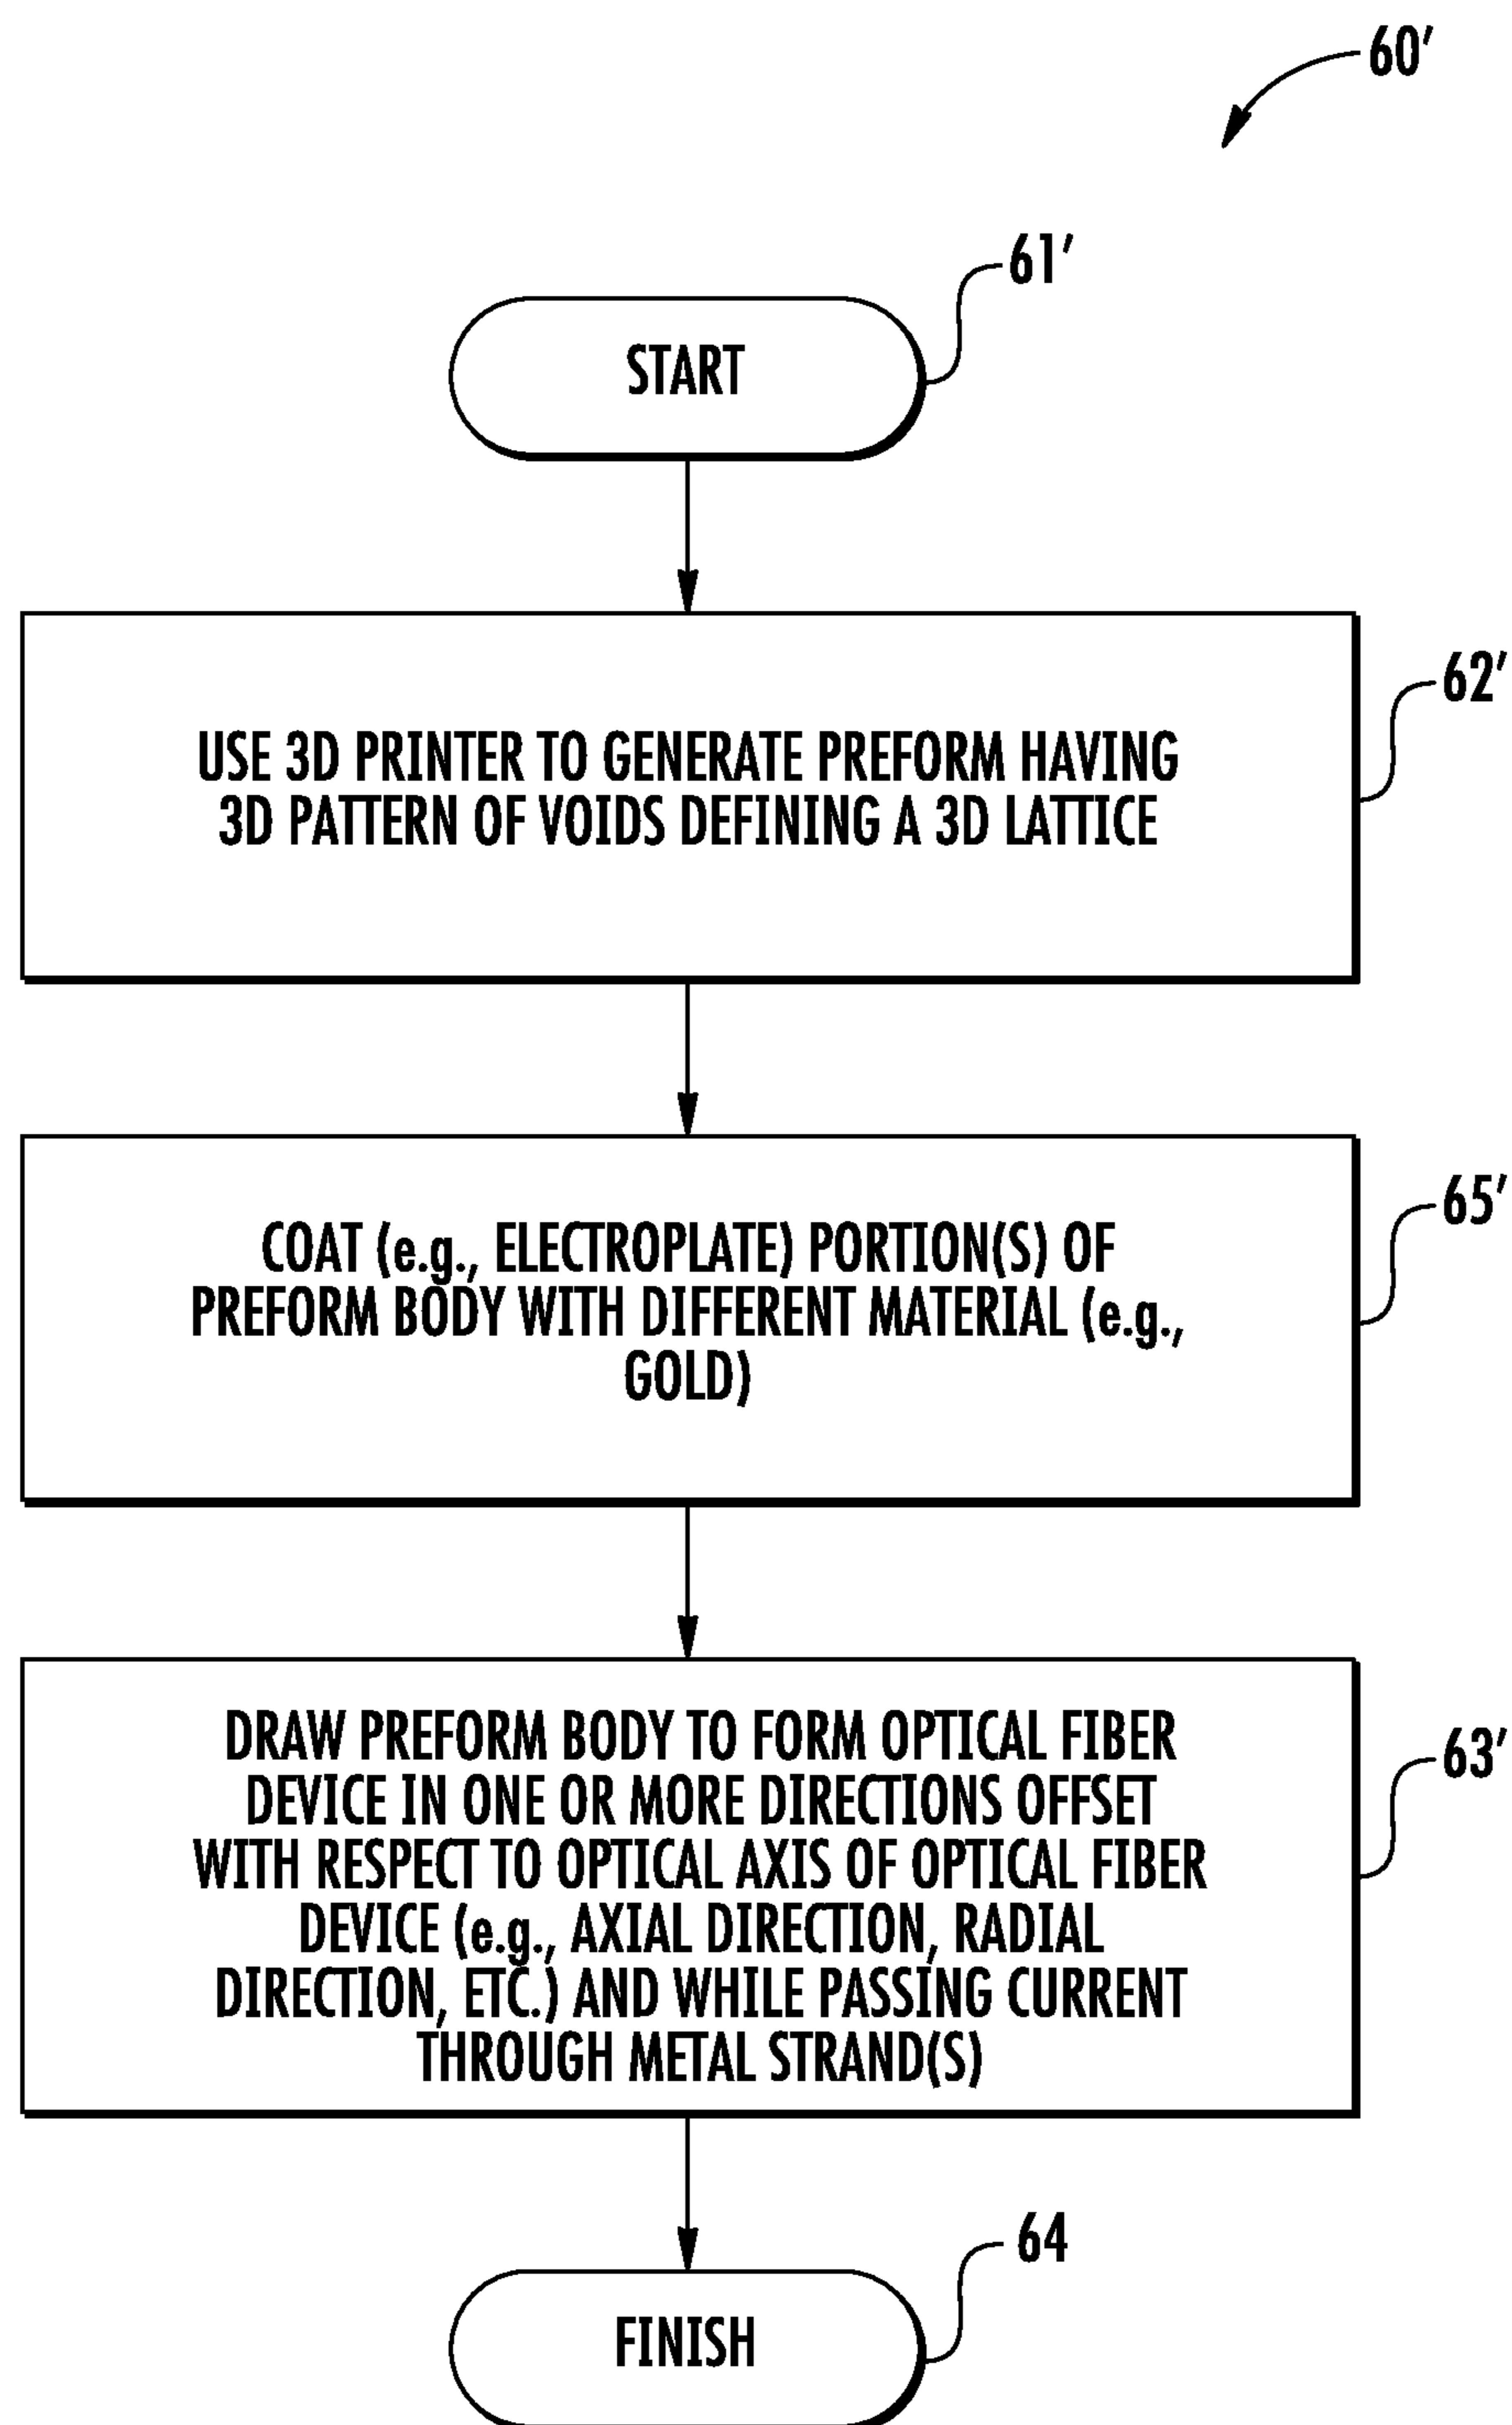 60'
61'
START
62'
USE 3D PRINTER TO GENERATE PREFORM HAVING
3D PATTERN OF VOIDS DEFINING A 3D LATTICE
65'
COAT (e.g., ELECTROPLATE) PORTION(S) OF
PREFORM BODY WITH DIFFERENT MATERIAL (e.g.,
GOLD)
63'
DRAW PREFORM BODY TO FORM OPTICAL FIBER
DEVICE IN ONE OR MORE DIRECTIONS OFFSET
WITH RESPECT TO OPTICAL AXIS OF OPTICAL FIBER
DEVICE (e.g., AXIAL DIRECTION, RADIAL
DIRECTION, ETC.) AND WHILE PASSING CURRENT
THROUGH METAL STRAND(S)
64
FINISH